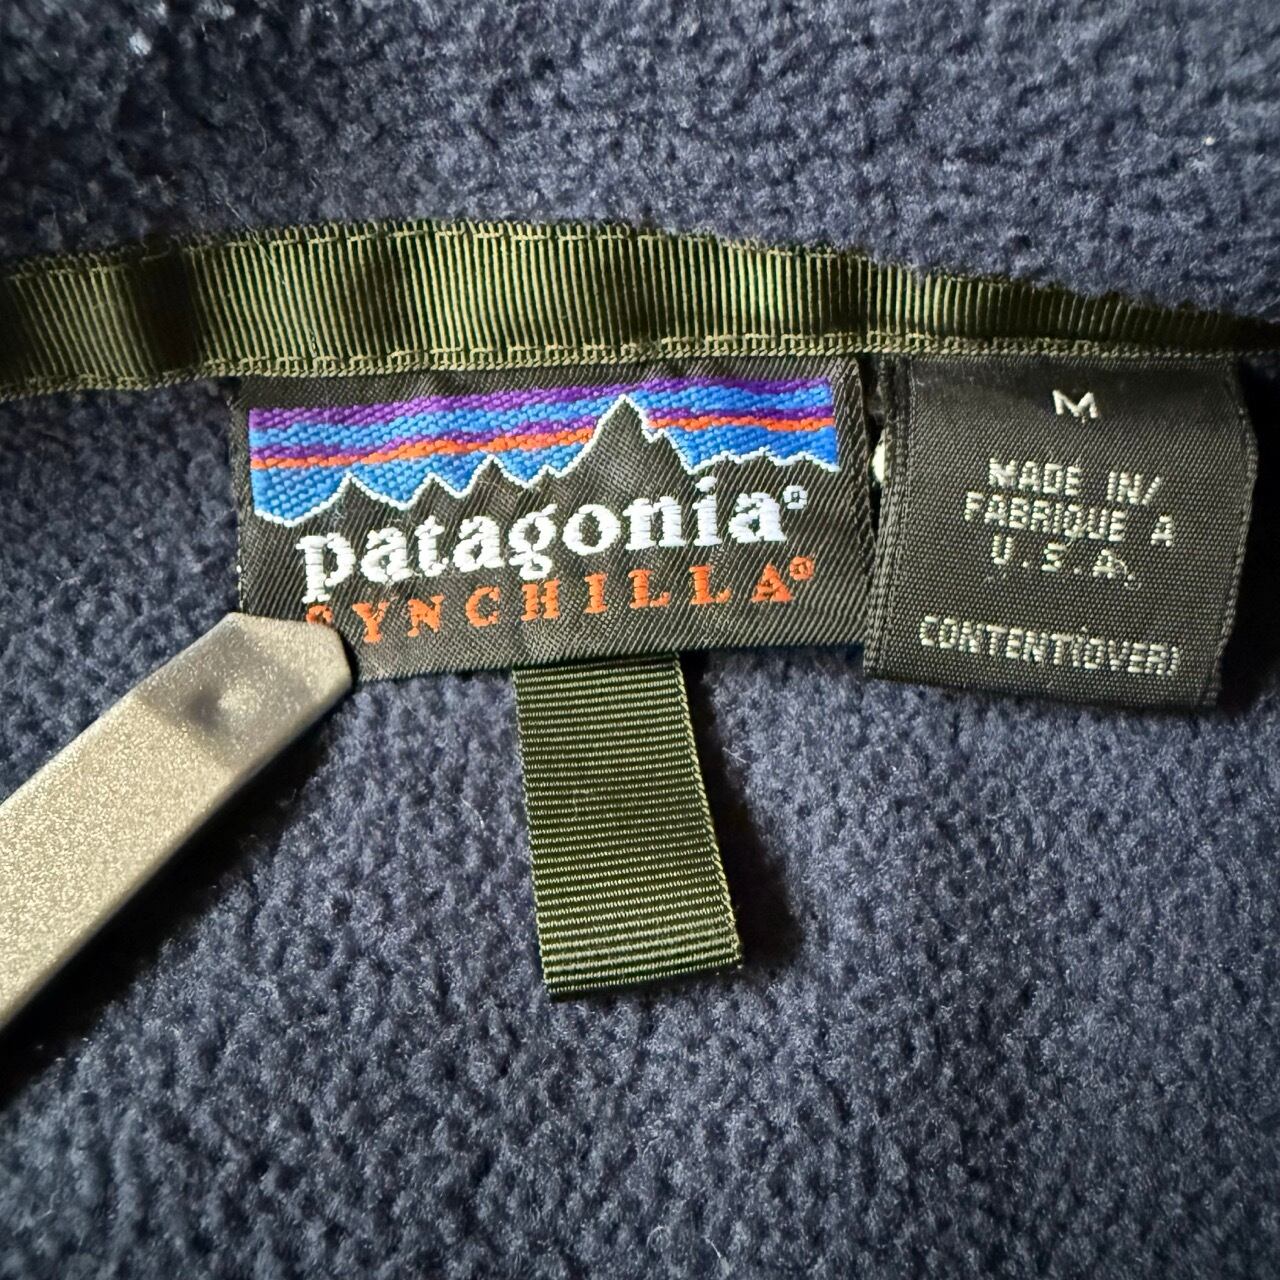 patagonia®
SYNCHILLA®
M
MADE IN/
FABRIQUE A
U.S.A.
CONTENT(OVER)